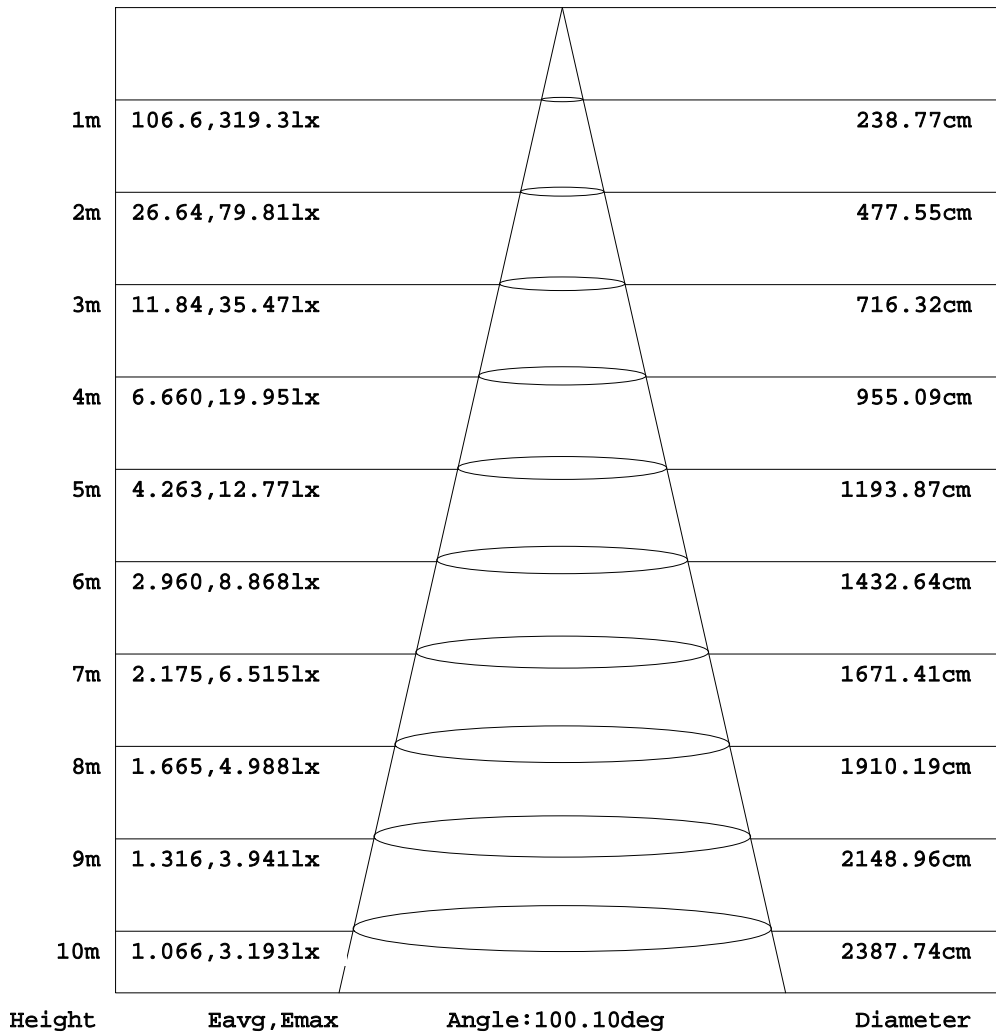 1m 106.6,319.3lx 238.77cm
2m 26.64,79.81lx 477.55cm
3m 11.84,35.47lx 716.32cm
4m 6.660,19.95lx 955.09cm
5m 4.263,12.77lx 1193.87cm
6m 2.960,8.868lx 1432.64cm
7m 2.175,6.515lx 1671.41cm
8m 1.665,4.988lx 1910.19cm
9m 1.316,3.941lx 2148.96cm
10m 1.066,3.193lx 2387.74cm
Height Eavg,Emax Angle:100.10deg Diameter